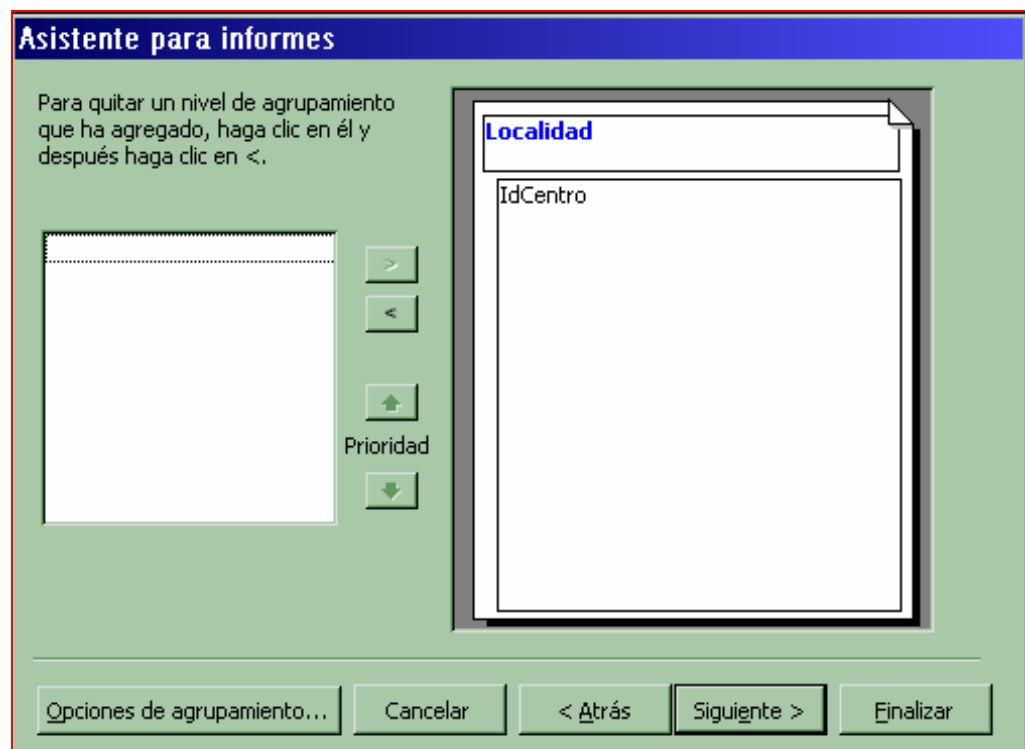 Asistente para informes
Para quitar un nivel de agrupamiento
que ha agregado, haga clic en él y
después haga clic en <.
Localidad
IdCentro
>
<
Prioridad
Opciones de agrupamiento...
Cancelar
< Atrás
Siguiente >
Finalizar